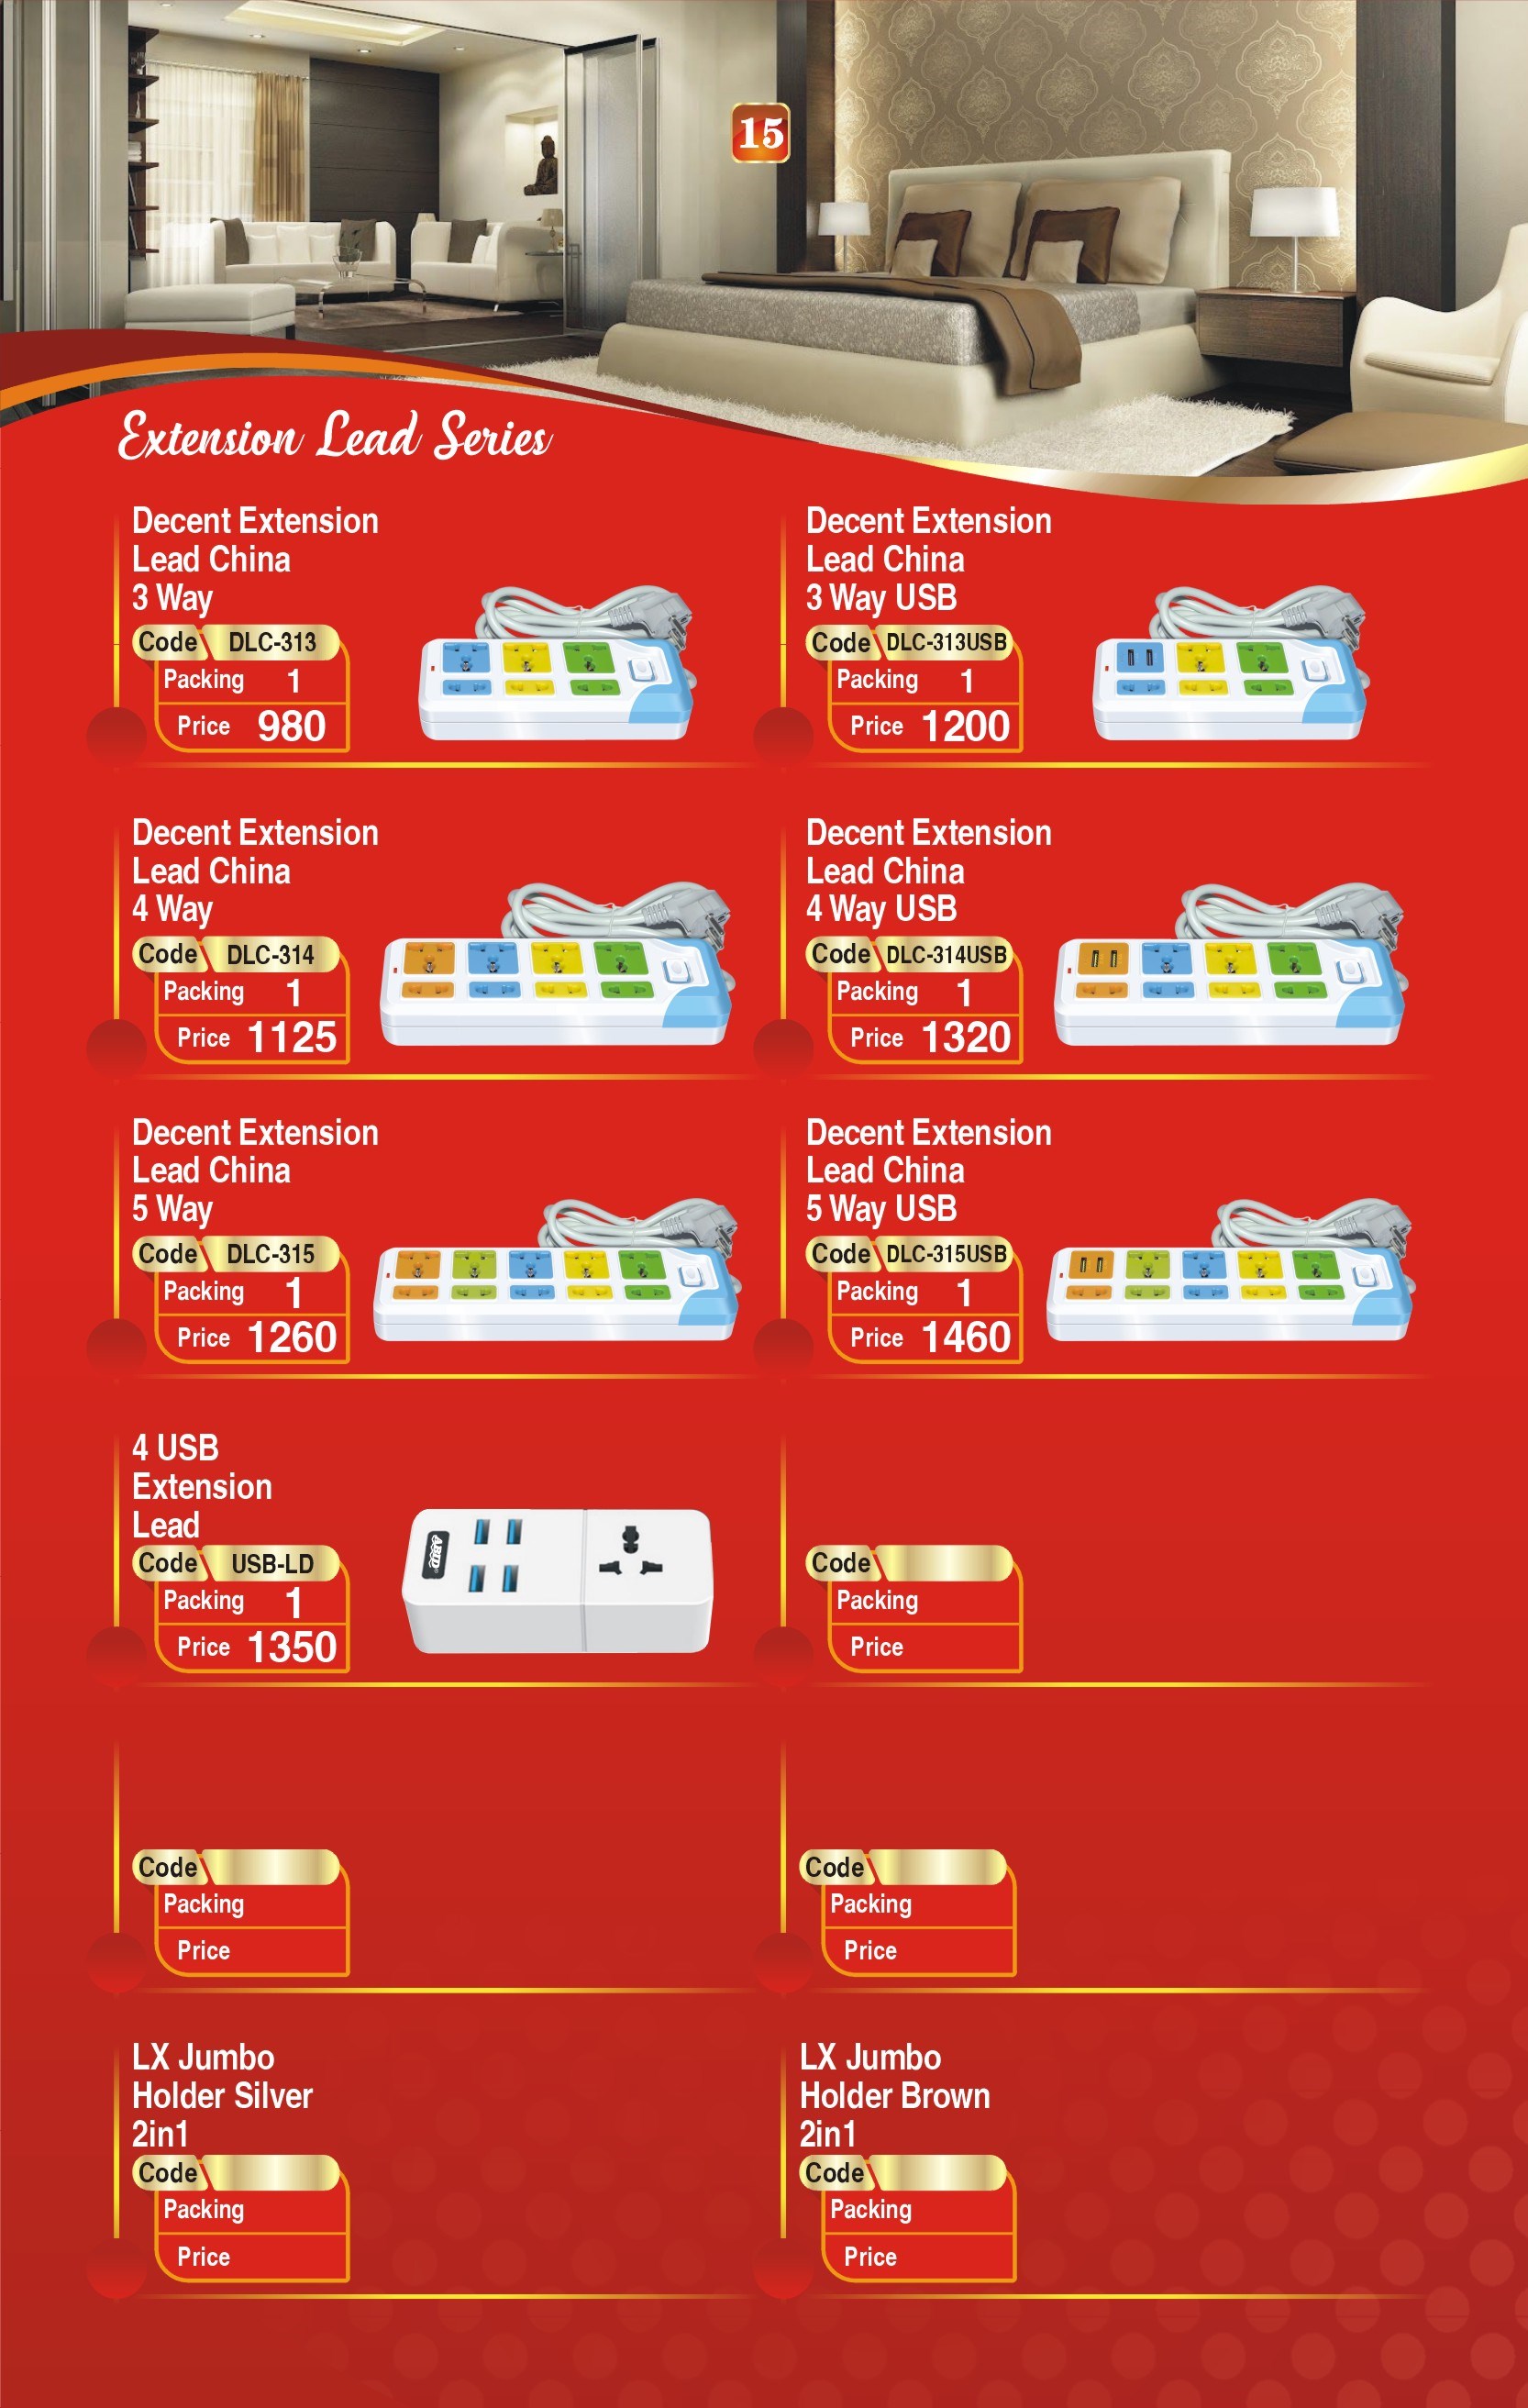 15
Extension Lead Series
Decent Extension
Lead China
3 Way
Code DLC-313
Packing 1
Price 980
Decent Extension
Lead China
3 Way USB
Code DLC-313USB
Packing 1
Price 1200
Decent Extension
Lead China
4 Way
Code DLC-314
Packing 1
Price 1125
Decent Extension
Lead China
4 Way USB
Code DLC-314USB
Packing 1
Price 1320
Decent Extension
Lead China
5 Way
Code DLC-315
Packing 1
Price 1260
Decent Extension
Lead China
5 Way USB
Code DLC-315USB
Packing 1
Price 1460
4 USB
Extension
Lead
Code USB-LD
Packing 1
Price 1350
Code
Packing
Price
Code
Packing
Price
Code
Packing
Price
LX Jumbo
Holder Silver
2in1
Code
Packing
Price
LX Jumbo
Holder Brown
2in1
Code
Packing
Price